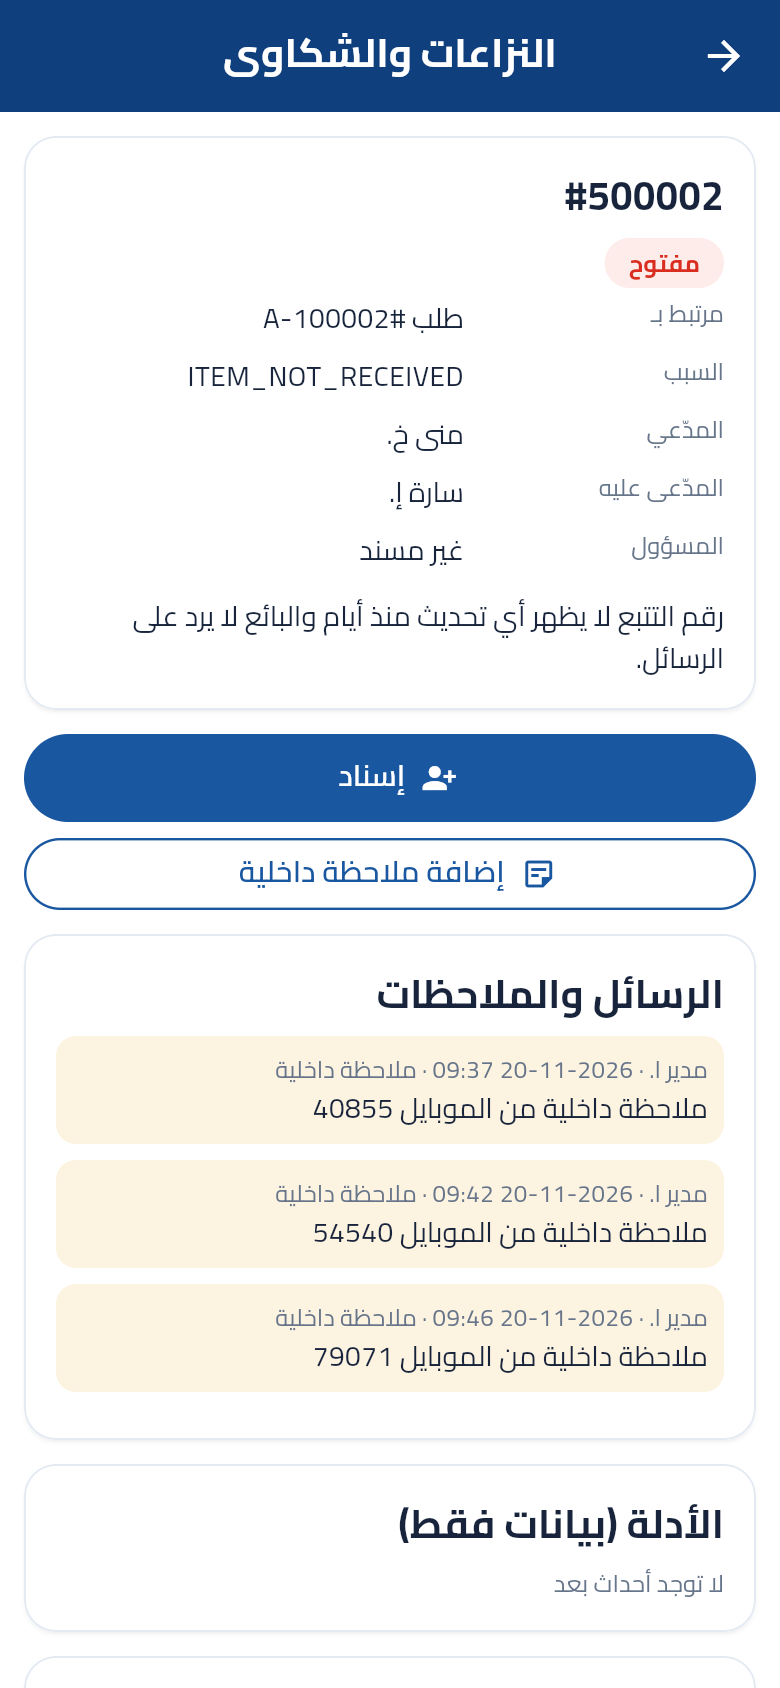 النزاعات والشكاوى
#500002
مفتوح
مرتبط بـ
طلب #A-100002
السبب
ITEM_NOT_RECEIVED
المدّعي
منى خ.
المدّعى عليه
سارة إ.
المسؤول
غير مسند
رقم التتبع لا يظهر أي تحديث منذ أيام والبائع لا يرد على
الرسائل.
إسناد
إضافة ملاحظة داخلية
الرسائل والملاحظات
مدير ا. · 2026-11-20 09:37 · ملاحظة داخلية
ملاحظة داخلية من الموبايل 40855
مدير ا. · 2026-11-20 09:42 · ملاحظة داخلية
ملاحظة داخلية من الموبايل 54540
مدير ا. · 2026-11-20 09:46 · ملاحظة داخلية
ملاحظة داخلية من الموبايل 79071
الأدلة (بيانات فقط)
لا توجد أحداث بعد